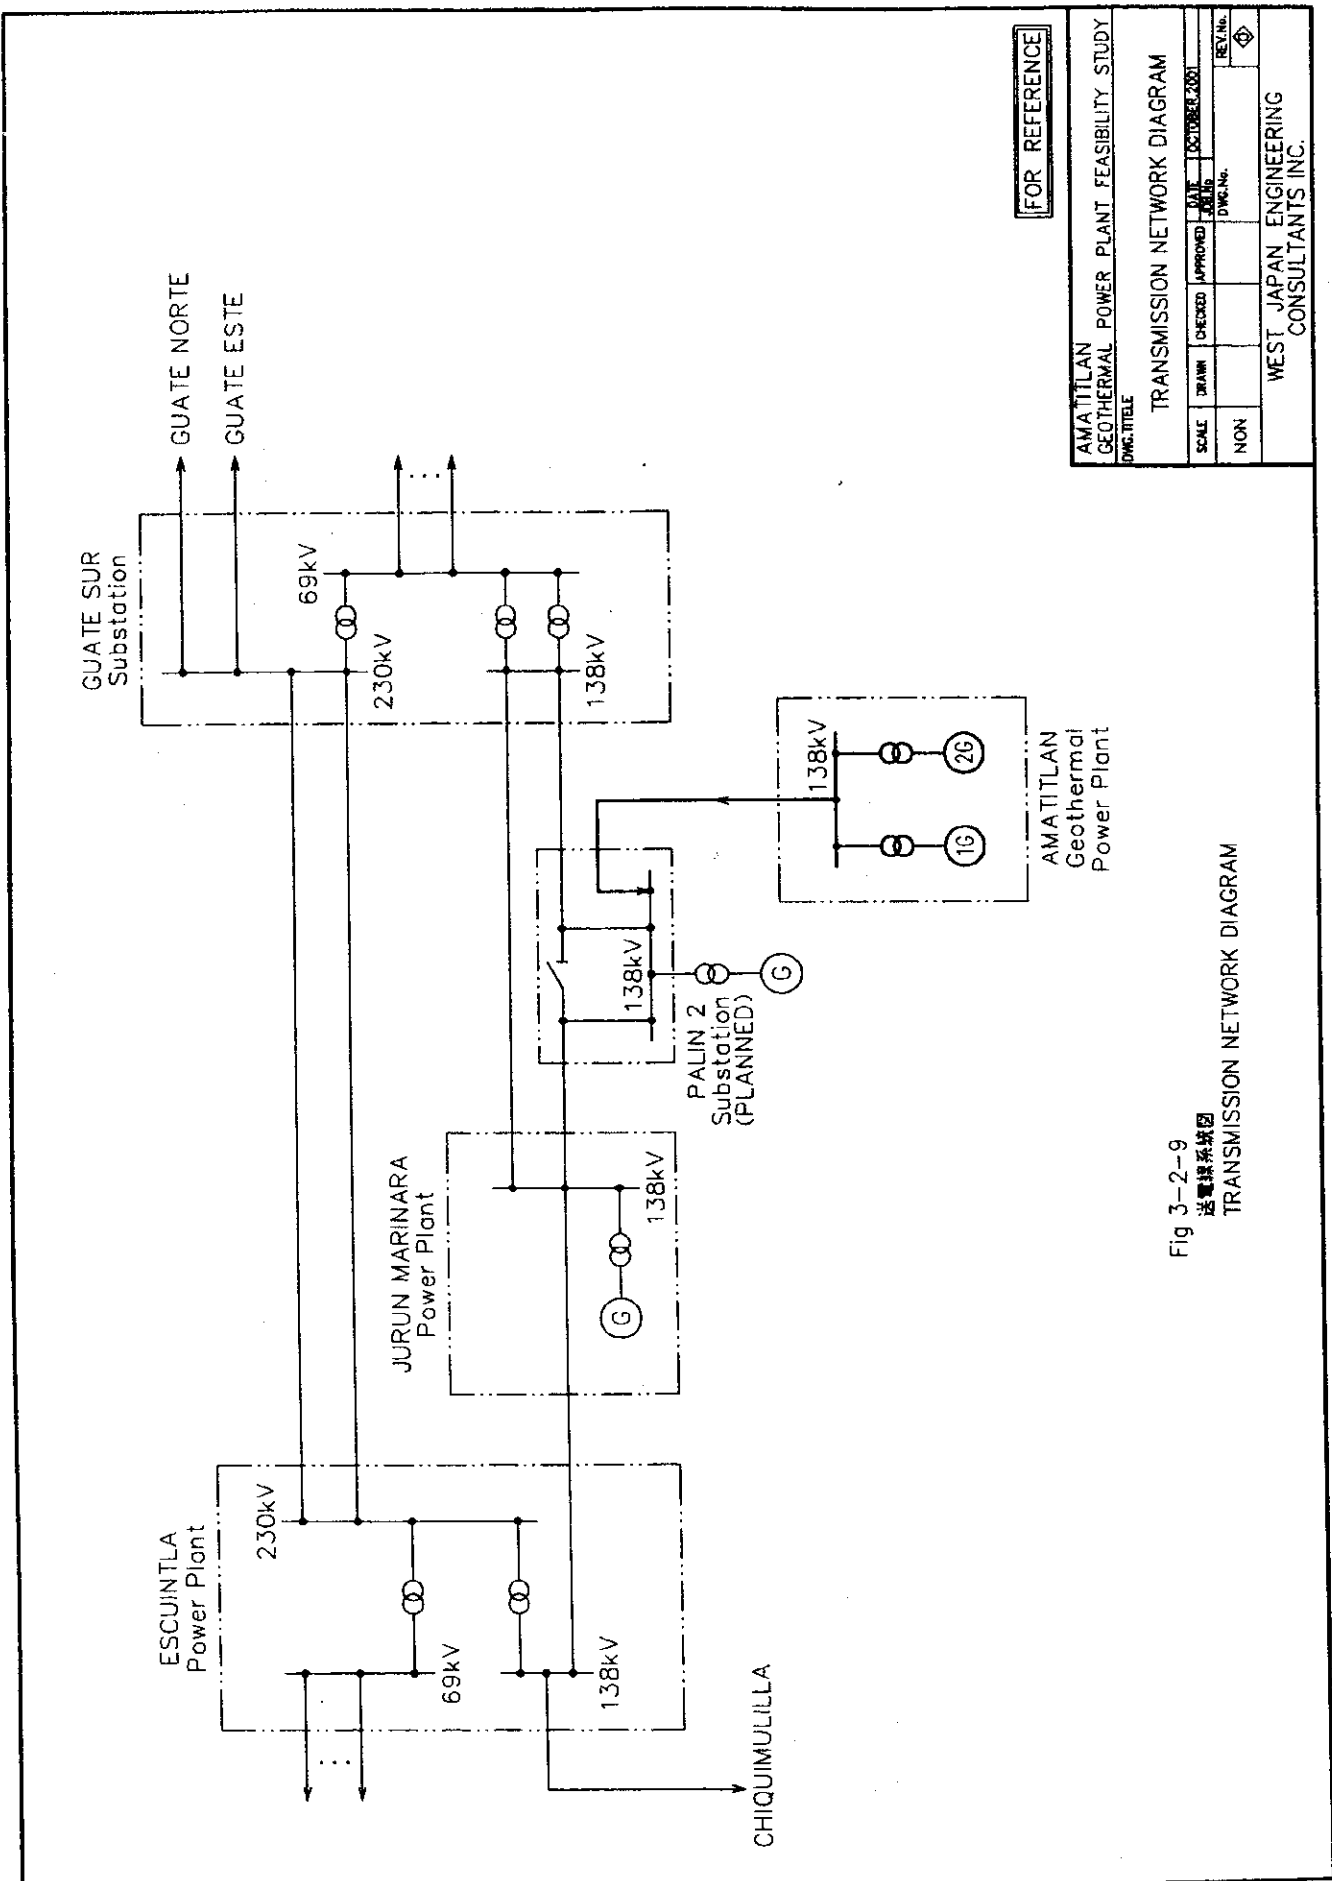 GUATE NORTE
GUATE ESTE
GUATE SUR
Substation
69kV
230kV
138kV
ESCUINTLA
Power Plant
230kV
69kV
138kV
CHIQUIMULILLA
JURUN MARINARA
Power Plant
138kV
G
PALIN 2
Substation
(PLANNED)
138kV
G
AMATITLAN
Geothermal
Power Plant
138kV
1G
2G
Fig 3-2-9
送電線系統図
TRANSMISSION NETWORK DIAGRAM
FOR REFERENCE
AMATITLAN
GEOTHERMAL POWER PLANT FEASIBILITY STUDY
DWG.TITELE
TRANSMISSION NETWORK DIAGRAM
SCALE DRAWN CHECKED APPROVED DATE OCTOBER.2001
JOB.No
NON DWG.No. REV.No.
0
WEST JAPAN ENGINEERING
CONSULTANTS INC.